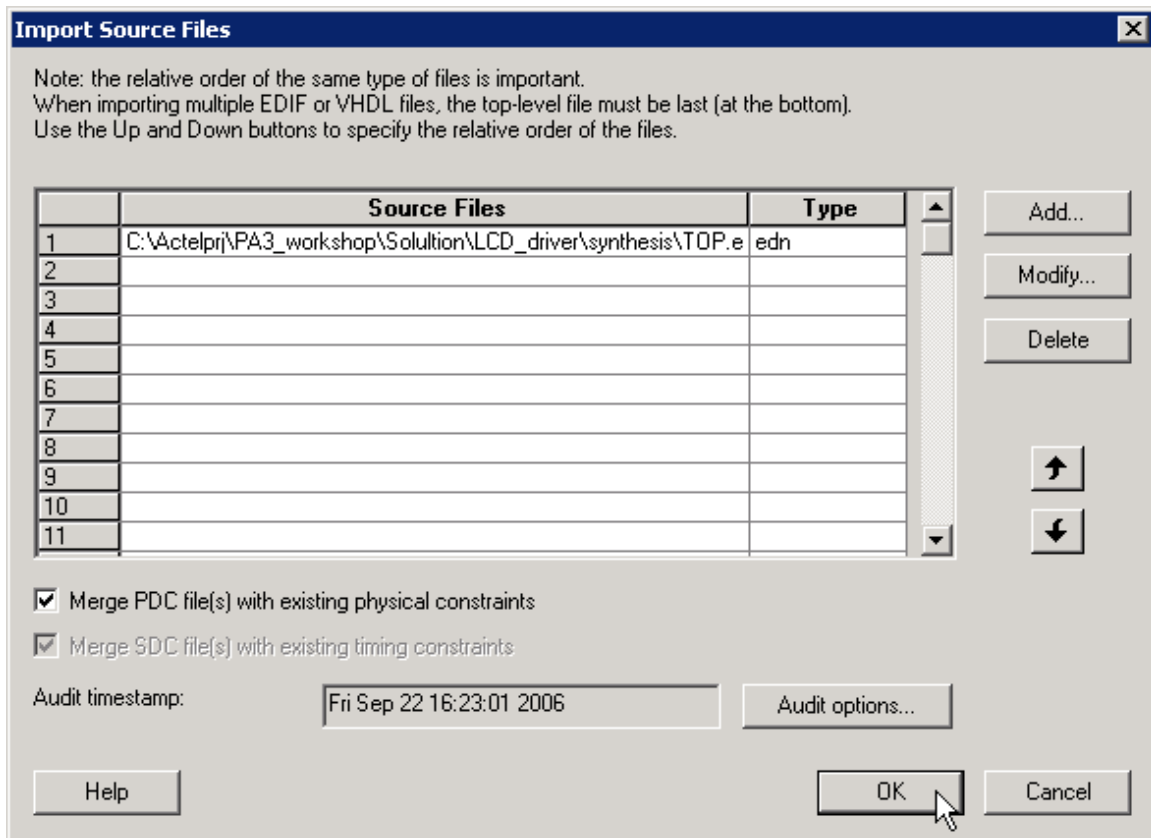 Import Source Files
Note: the relative order of the same type of files is important.
When importing multiple EDIF or VHDL files, the top-level file must be last (at the bottom).
Use the Up and Down buttons to specify the relative order of the files.
Source Files Type
1 C:\Actelprj\PA3_workshop\Solultion\LCD_driver\synthesis\TOP.e edn
2
3
4
5
6
7
8
9
10
11
Add...
Modify...
Delete
Merge PDC file(s) with existing physical constraints
Merge SDC file(s) with existing timing constraints
Audit timestamp: Fri Sep 22 16:23:01 2006 Audit options...
Help OK Cancel